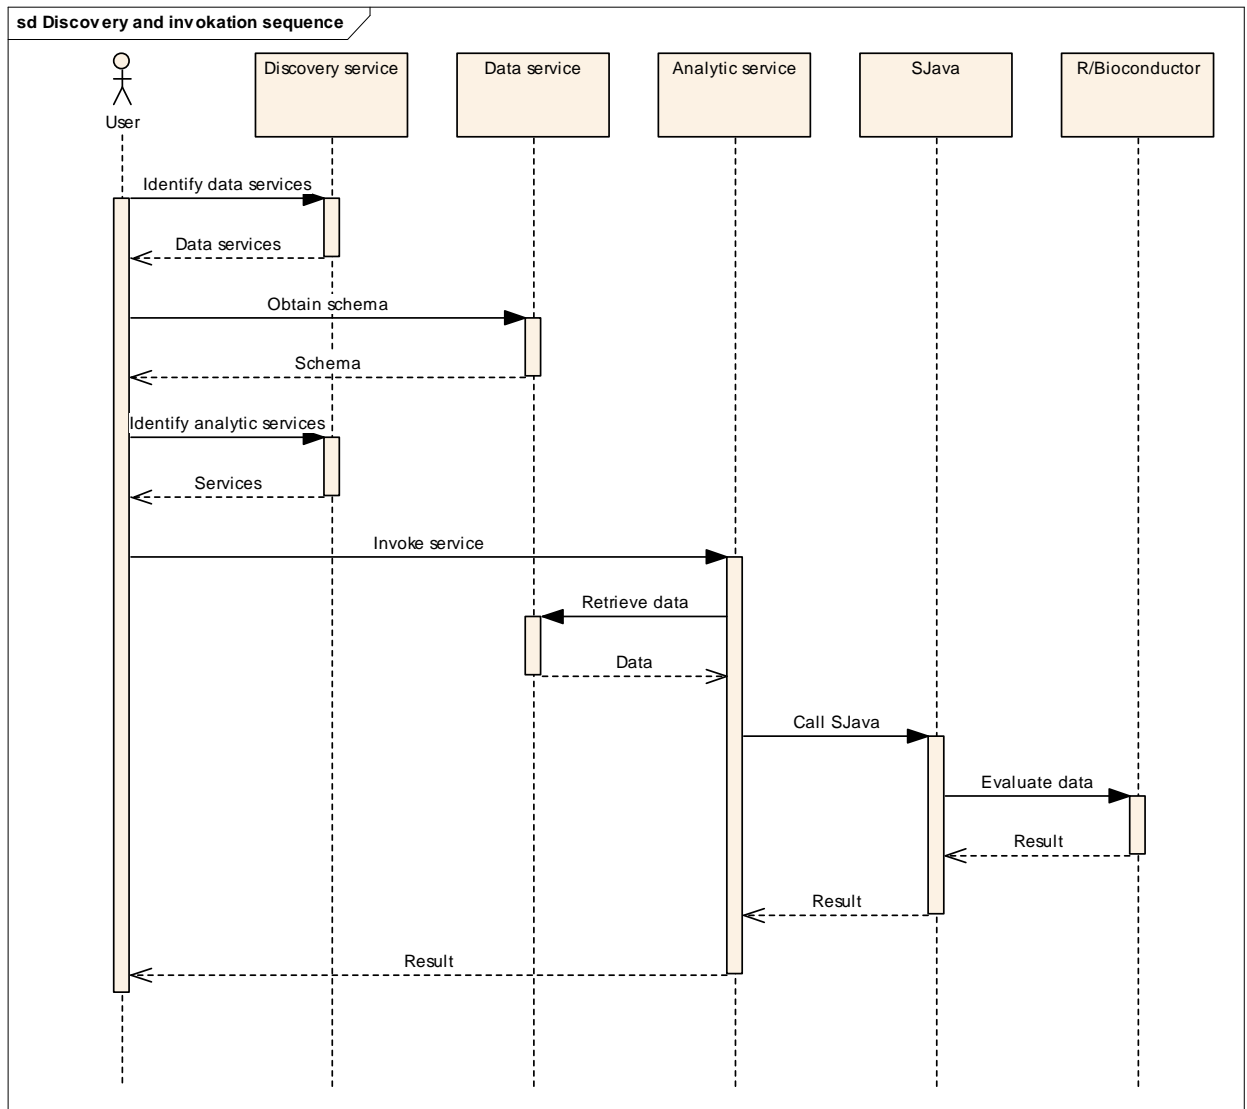 sd Discovery and invokation sequence
User
Discovery service
Data service
Analytic service
SJava
R/Bioconductor
Identify data services
Data services
Obtain schema
Schema
Identify analytic services
Services
Invoke service
Retrieve data
Data
Call SJava
Evaluate data
Result
Result
Result